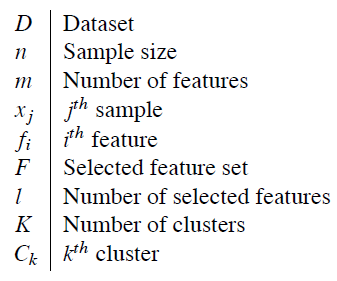 D Dataset
n Sample size
m Number of features
x_j j^th sample
f_i i^th feature
F Selected feature set
l Number of selected features
K Number of clusters
C_k k^th cluster